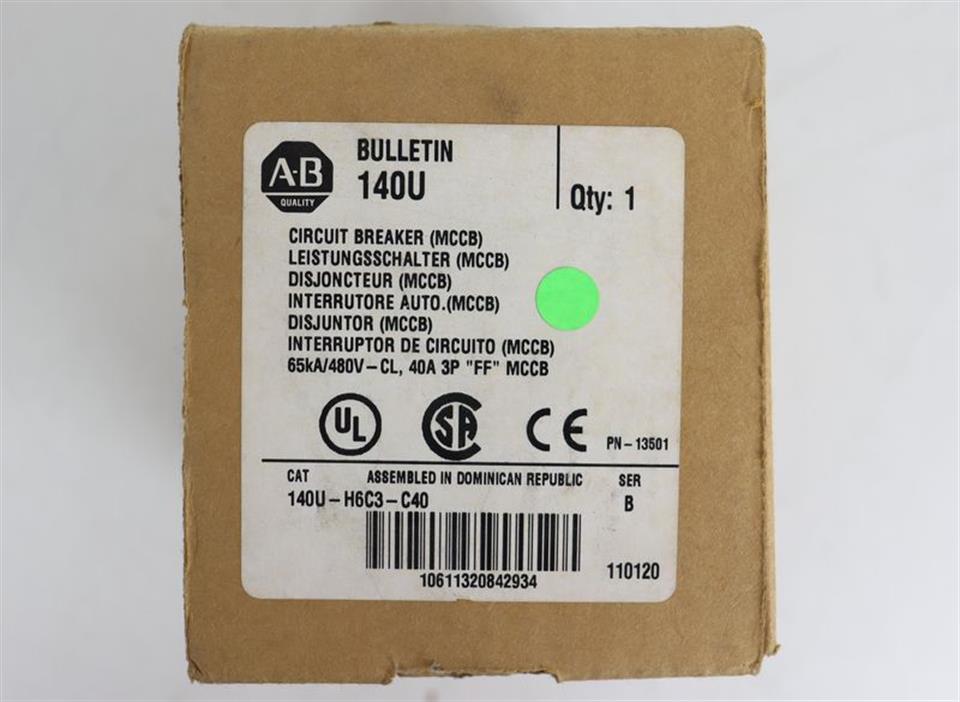 A-B
QUALITY
BULLETIN
140U
Qty: 1
CIRCUIT BREAKER (MCCB)
LEISTUNGSSCHALTER (MCCB)
DISJONCTEUR (MCCB)
INTERRUTORE AUTO.(MCCB)
DISJUNTOR (MCCB)
INTERRUPTOR DE CIRCUITO (MCCB)
65kA/480V-CL, 40A 3P "FF" MCCB
UL
SA
CE
PN-13501
CAT ASSEMBLED IN DOMINICAN REPUBLIC SER
140U-H6C3-C40 B
10611320842934
110120